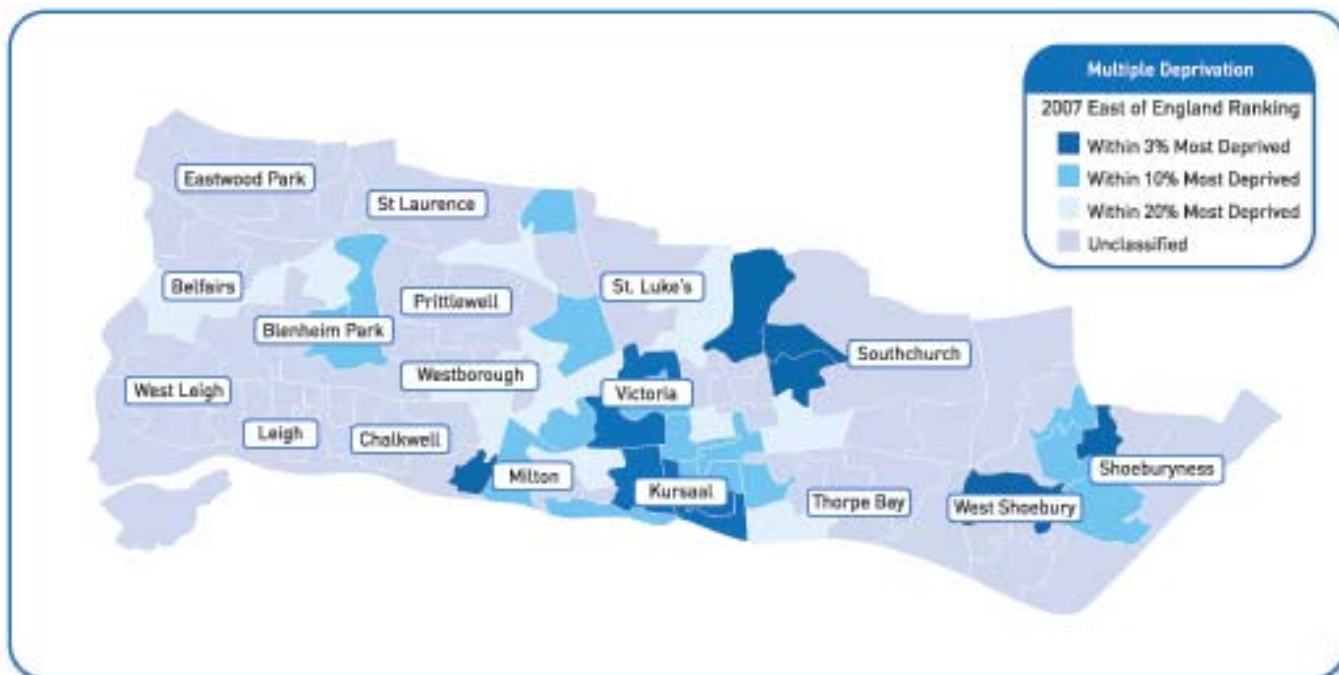 Multiple Deprivation
2007 East of England Ranking
Within 3% Most Deprived
Within 10% Most Deprived
Within 20% Most Deprived
Unclassified
Eastwood Park
St Laurence
Belfairs
Prittlewell
St. Luke's
Blenheim Park
Southchurch
Westborough
West Leigh
Victoria
Leigh
Chalkwell
Milton
Kursaal
Thorpe Bay
West Shoebury
Shoeburyness